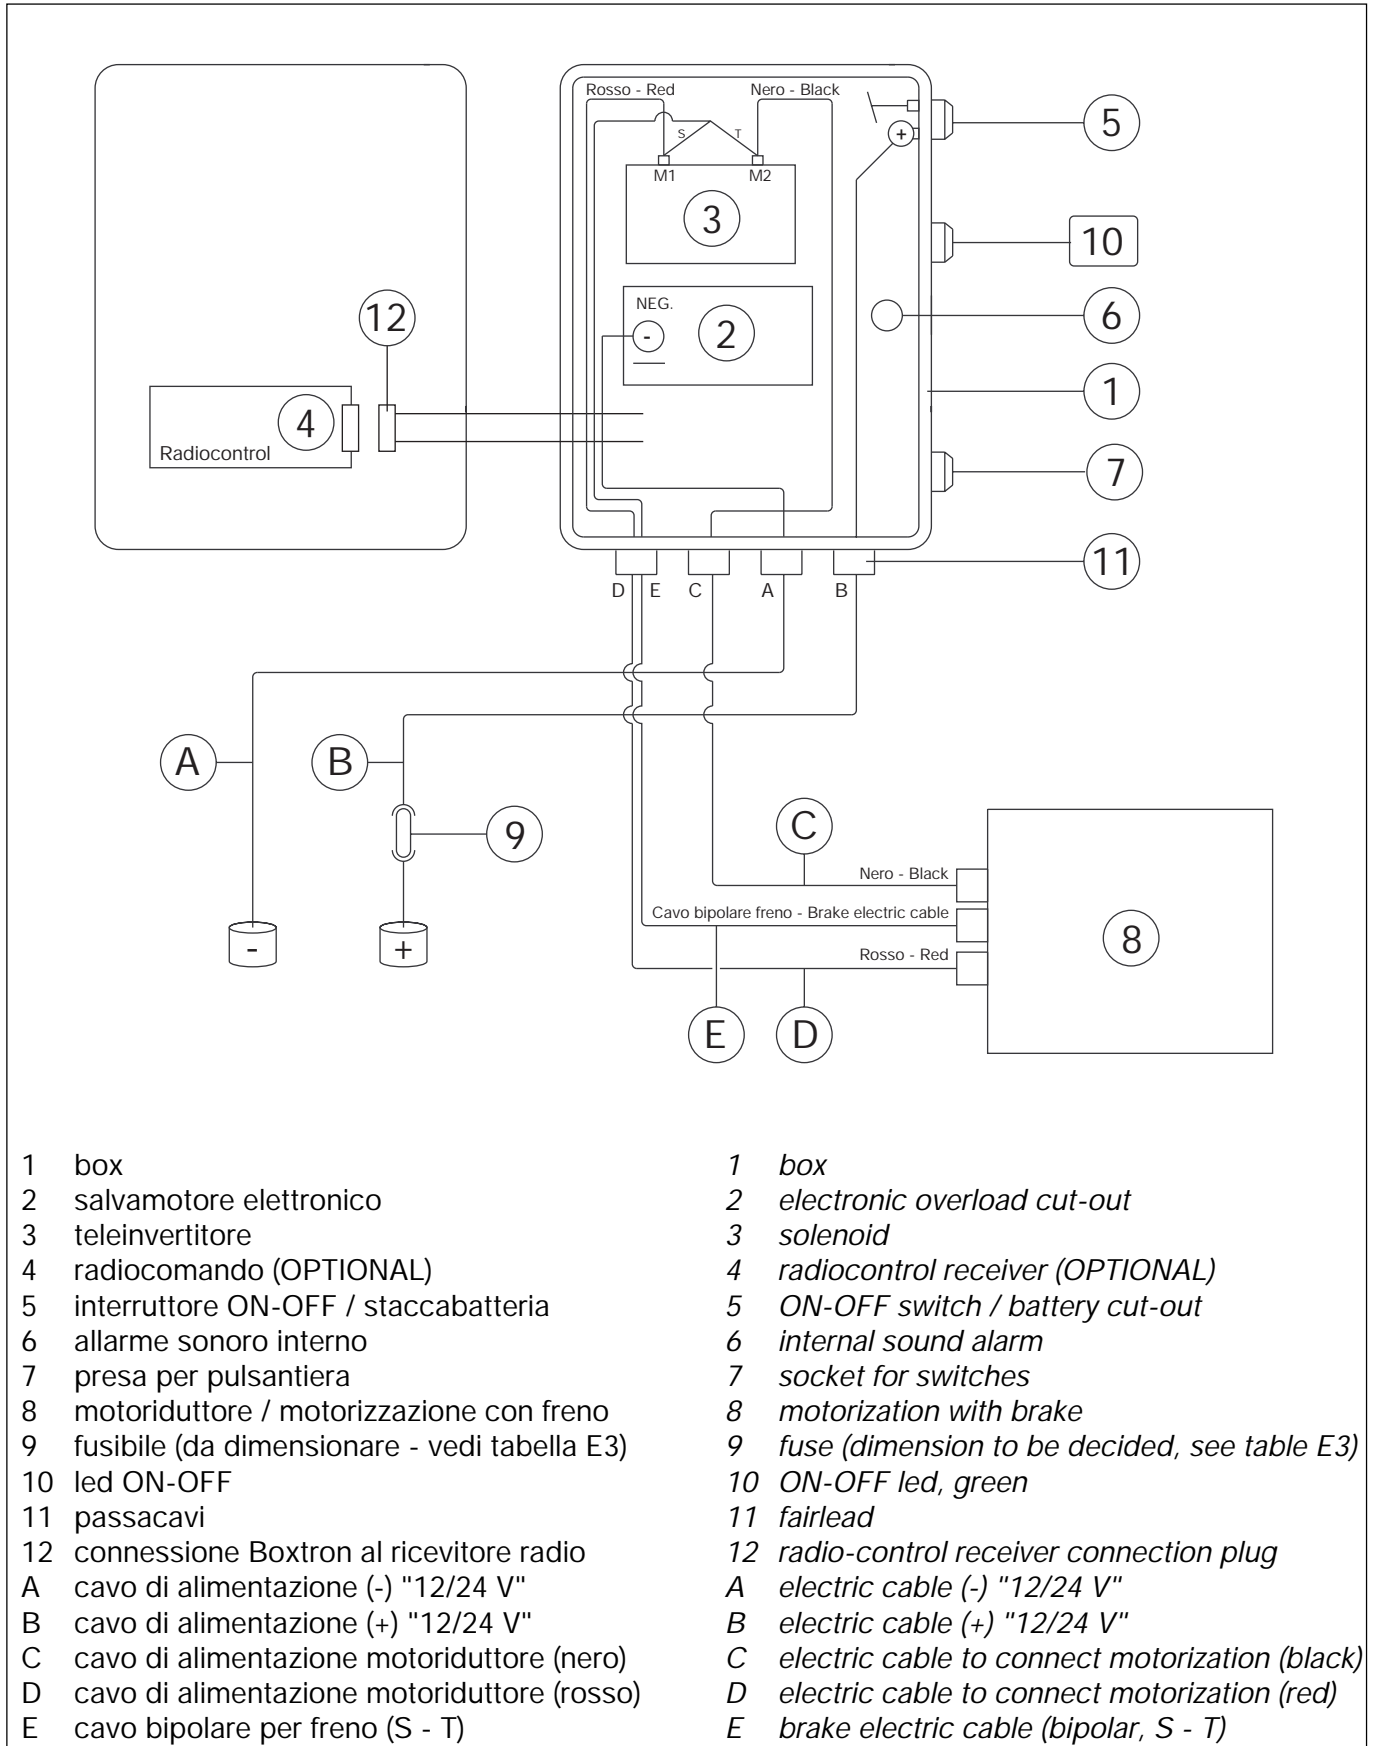 Rosso - Red
Nero - Black
S
T
+
5
M1
M2
3
10
NEG.
-
2
6
12
1
4
Radiocontrol
7
11
D
E
C
A
B
A
B
9
C
Nero - Black
Cavo bipolare freno - Brake electric cable
8
Rosso - Red
-
+
E
D
1 box
2 salvamotore elettronico
3 teleinvertitore
4 radiocomando (OPTIONAL)
5 interruttore ON-OFF / staccabatteria
6 allarme sonoro interno
7 presa per pulsantiera
8 motoriduttore / motorizzazione con freno
9 fusibile (da dimensionare - vedi tabella E3)
10 led ON-OFF
11 passacavi
12 connessione Boxtron al ricevitore radio
A cavo di alimentazione (-) "12/24 V"
B cavo di alimentazione (+) "12/24 V"
C cavo di alimentazione motoriduttore (nero)
D cavo di alimentazione motoriduttore (rosso)
E cavo bipolare per freno (S - T)
1 box
2 electronic overload cut-out
3 solenoid
4 radiocontrol receiver (OPTIONAL)
5 ON-OFF switch / battery cut-out
6 internal sound alarm
7 socket for switches
8 motorization with brake
9 fuse (dimension to be decided, see table E3)
10 ON-OFF led, green
11 fairlead
12 radio-control receiver connection plug
A electric cable (-) "12/24 V"
B electric cable (+) "12/24 V"
C electric cable to connect motorization (black)
D electric cable to connect motorization (red)
E brake electric cable (bipolar, S - T)